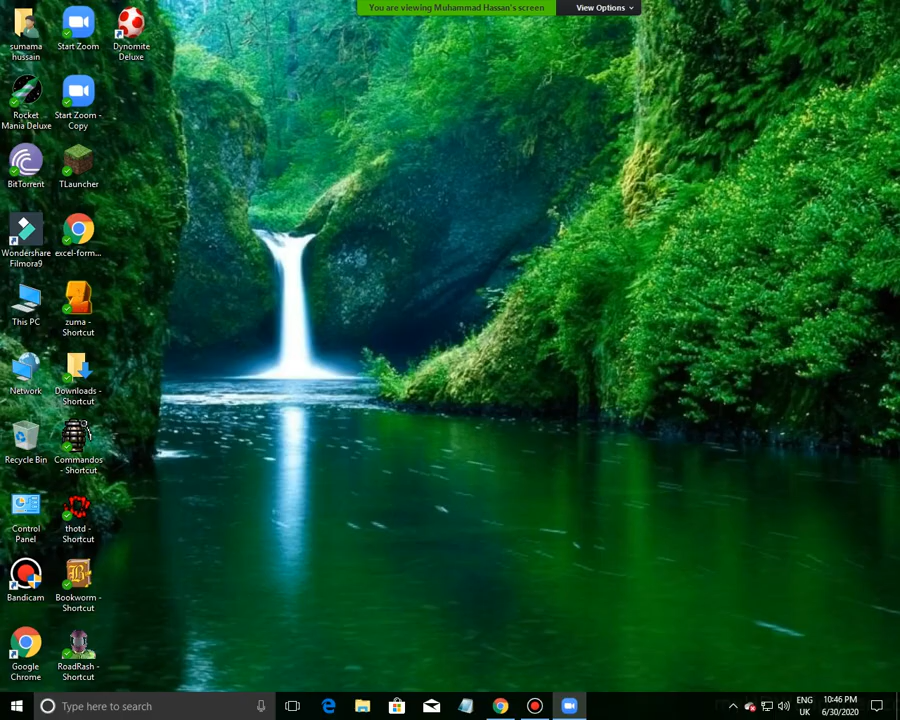 You are viewing Muhammad Hassan's screen
View Options
sumama
hussain
Start Zoom
Dynomite
Deluxe
Rocket
Mania Deluxe
Start Zoom -
Copy
BitTorrent
TLauncher
Wondershare
Filmora9
excel-form...
This PC
zuma -
Shortcut
Network
Downloads -
Shortcut
Recycle Bin
Commandos
- Shortcut
Control
Panel
thotd -
Shortcut
Bandicam
Bookworm -
Shortcut
Google
Chrome
RoadRash -
Shortcut
Type here to search
ENG
UK
10:46 PM
6/30/2020